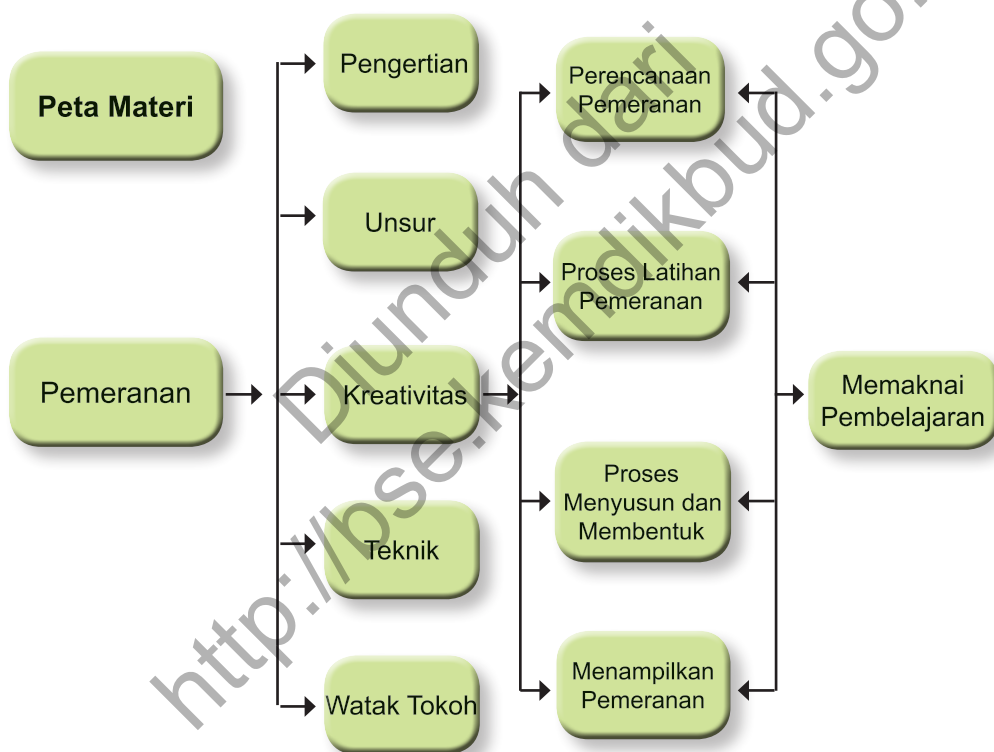 Peta Materi
Pemeranan
Pengertian
Unsur
Kreativitas
Teknik
Watak Tokoh
Perencanaan
Pemeranan
Proses Latihan
Pemeranan
Proses
Menyusun dan
Membentuk
Menampilkan
Pemeranan
Memaknai
Pembelajaran
Diunduh dari
http://bse.kemdikbud.go